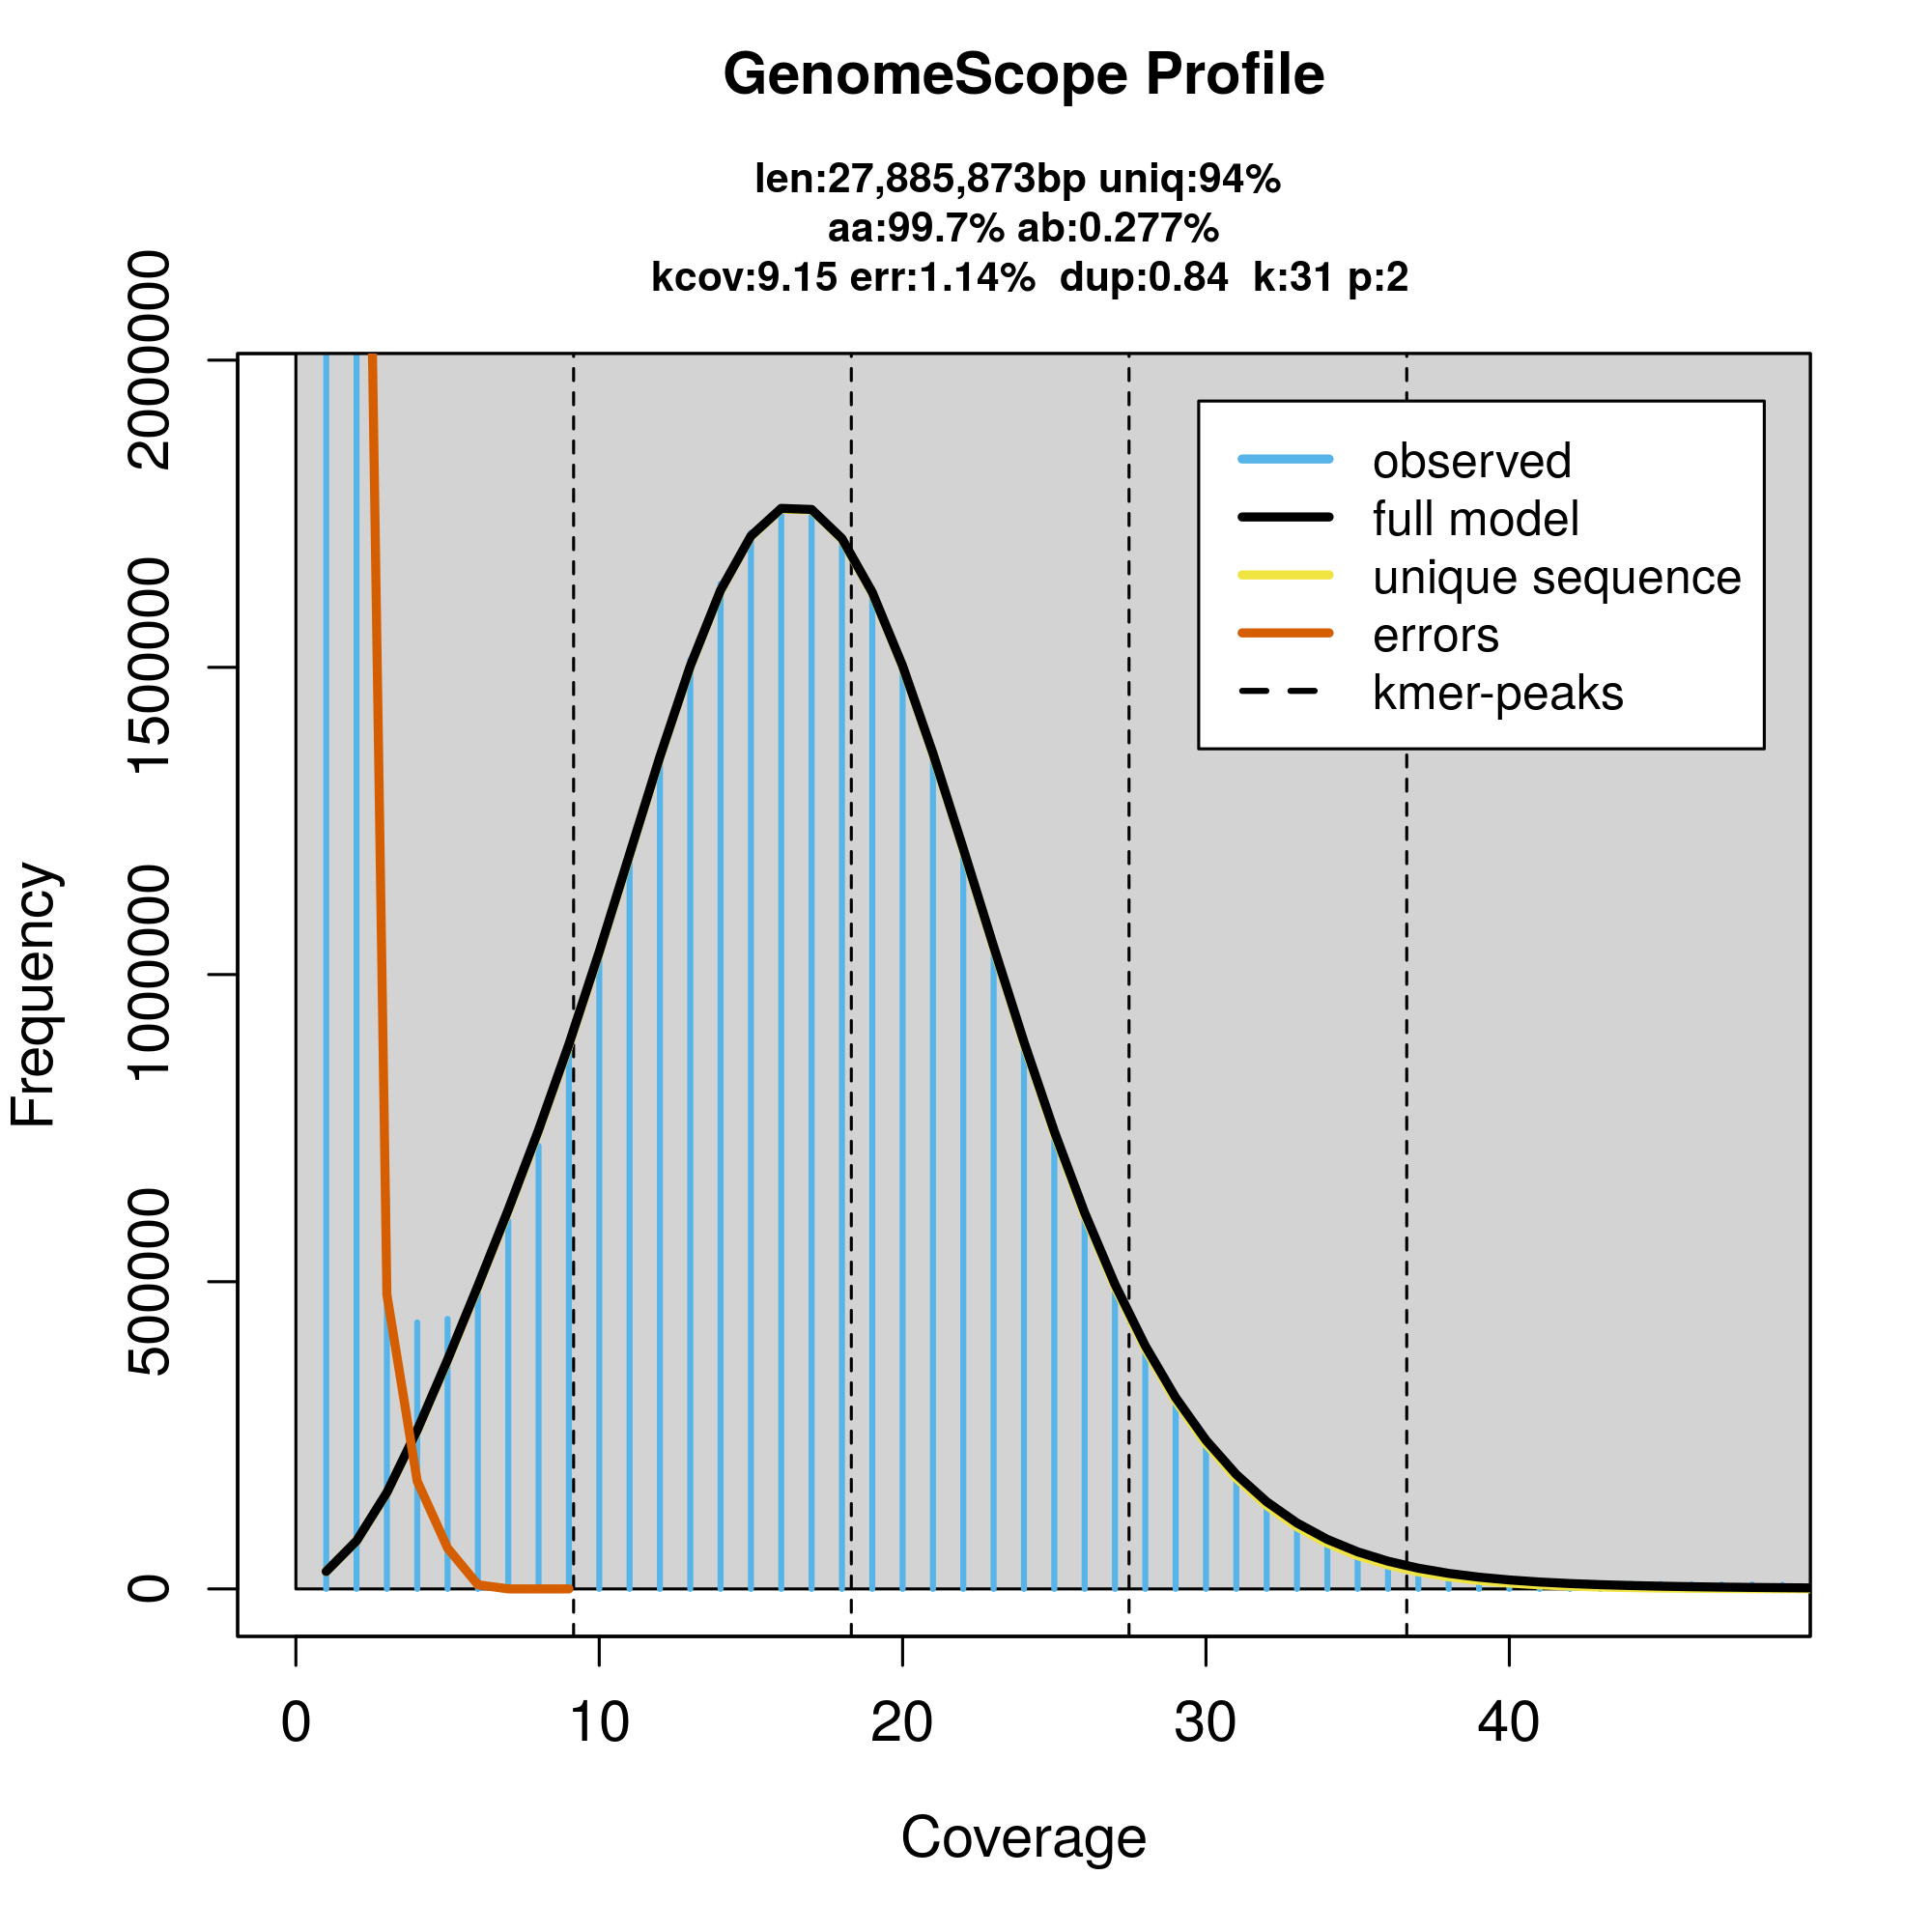 GenomeScope Profile
len:27,885,873bp uniq:94%
aa:99.7% ab:0.277%
kcov:9.15 err:1.14% dup:0.84 k:31 p:2
Frequency
2000000
1500000
1000000
500000
0
observed
full model
unique sequence
errors
kmer-peaks
0 10 20 30 40
Coverage